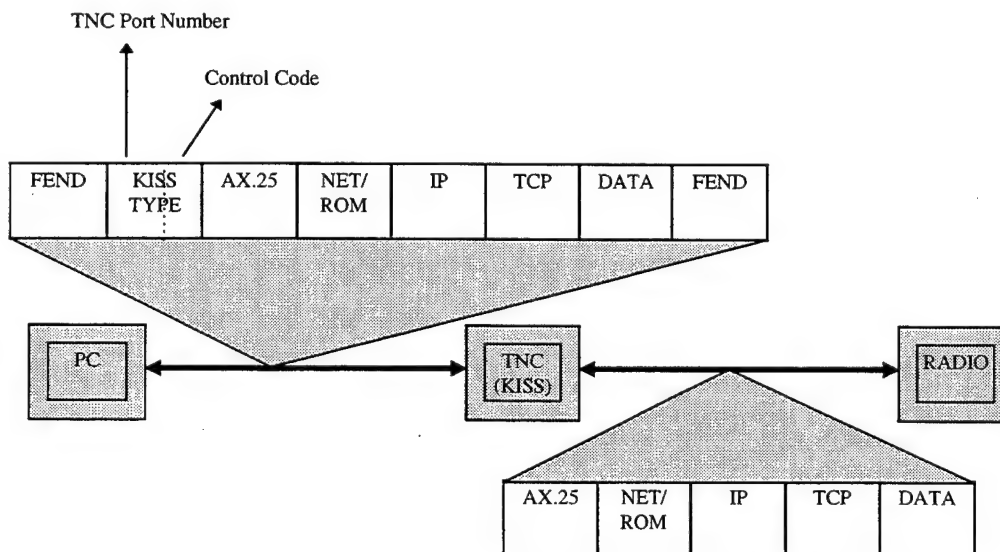 TNC Port Number
Control Code
FEND
KISS
TYPE
AX.25
NET/
ROM
IP
TCP
DATA
FEND
PC
TNC
(KISS)
RADIO
AX.25
NET/
ROM
IP
TCP
DATA